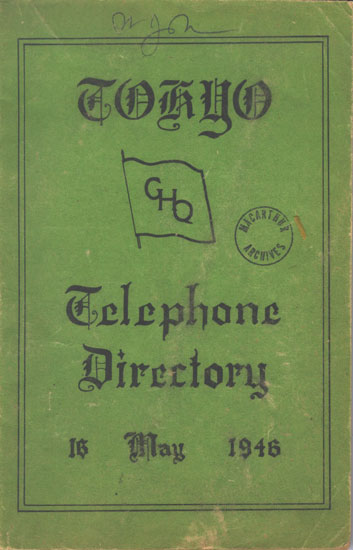 TOKYO
GHQ
MACARTHUR
ARCHIVES
Telephone
Directory
16 May 1946